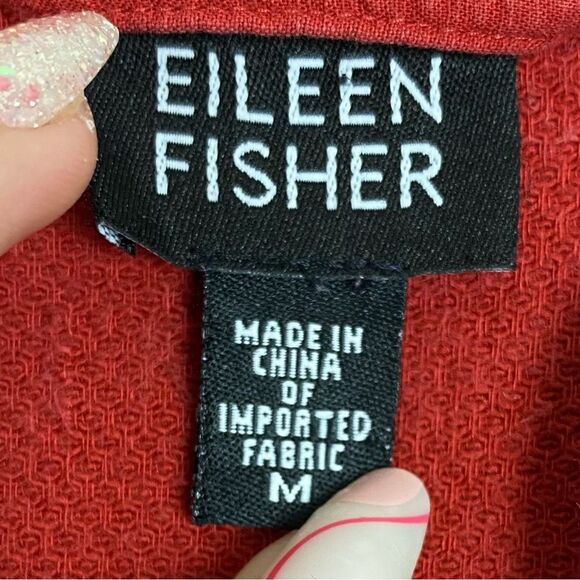 EILEEN
FISHER
MADE IN
CHINA
OF
IMPORTED
FABRIC
M